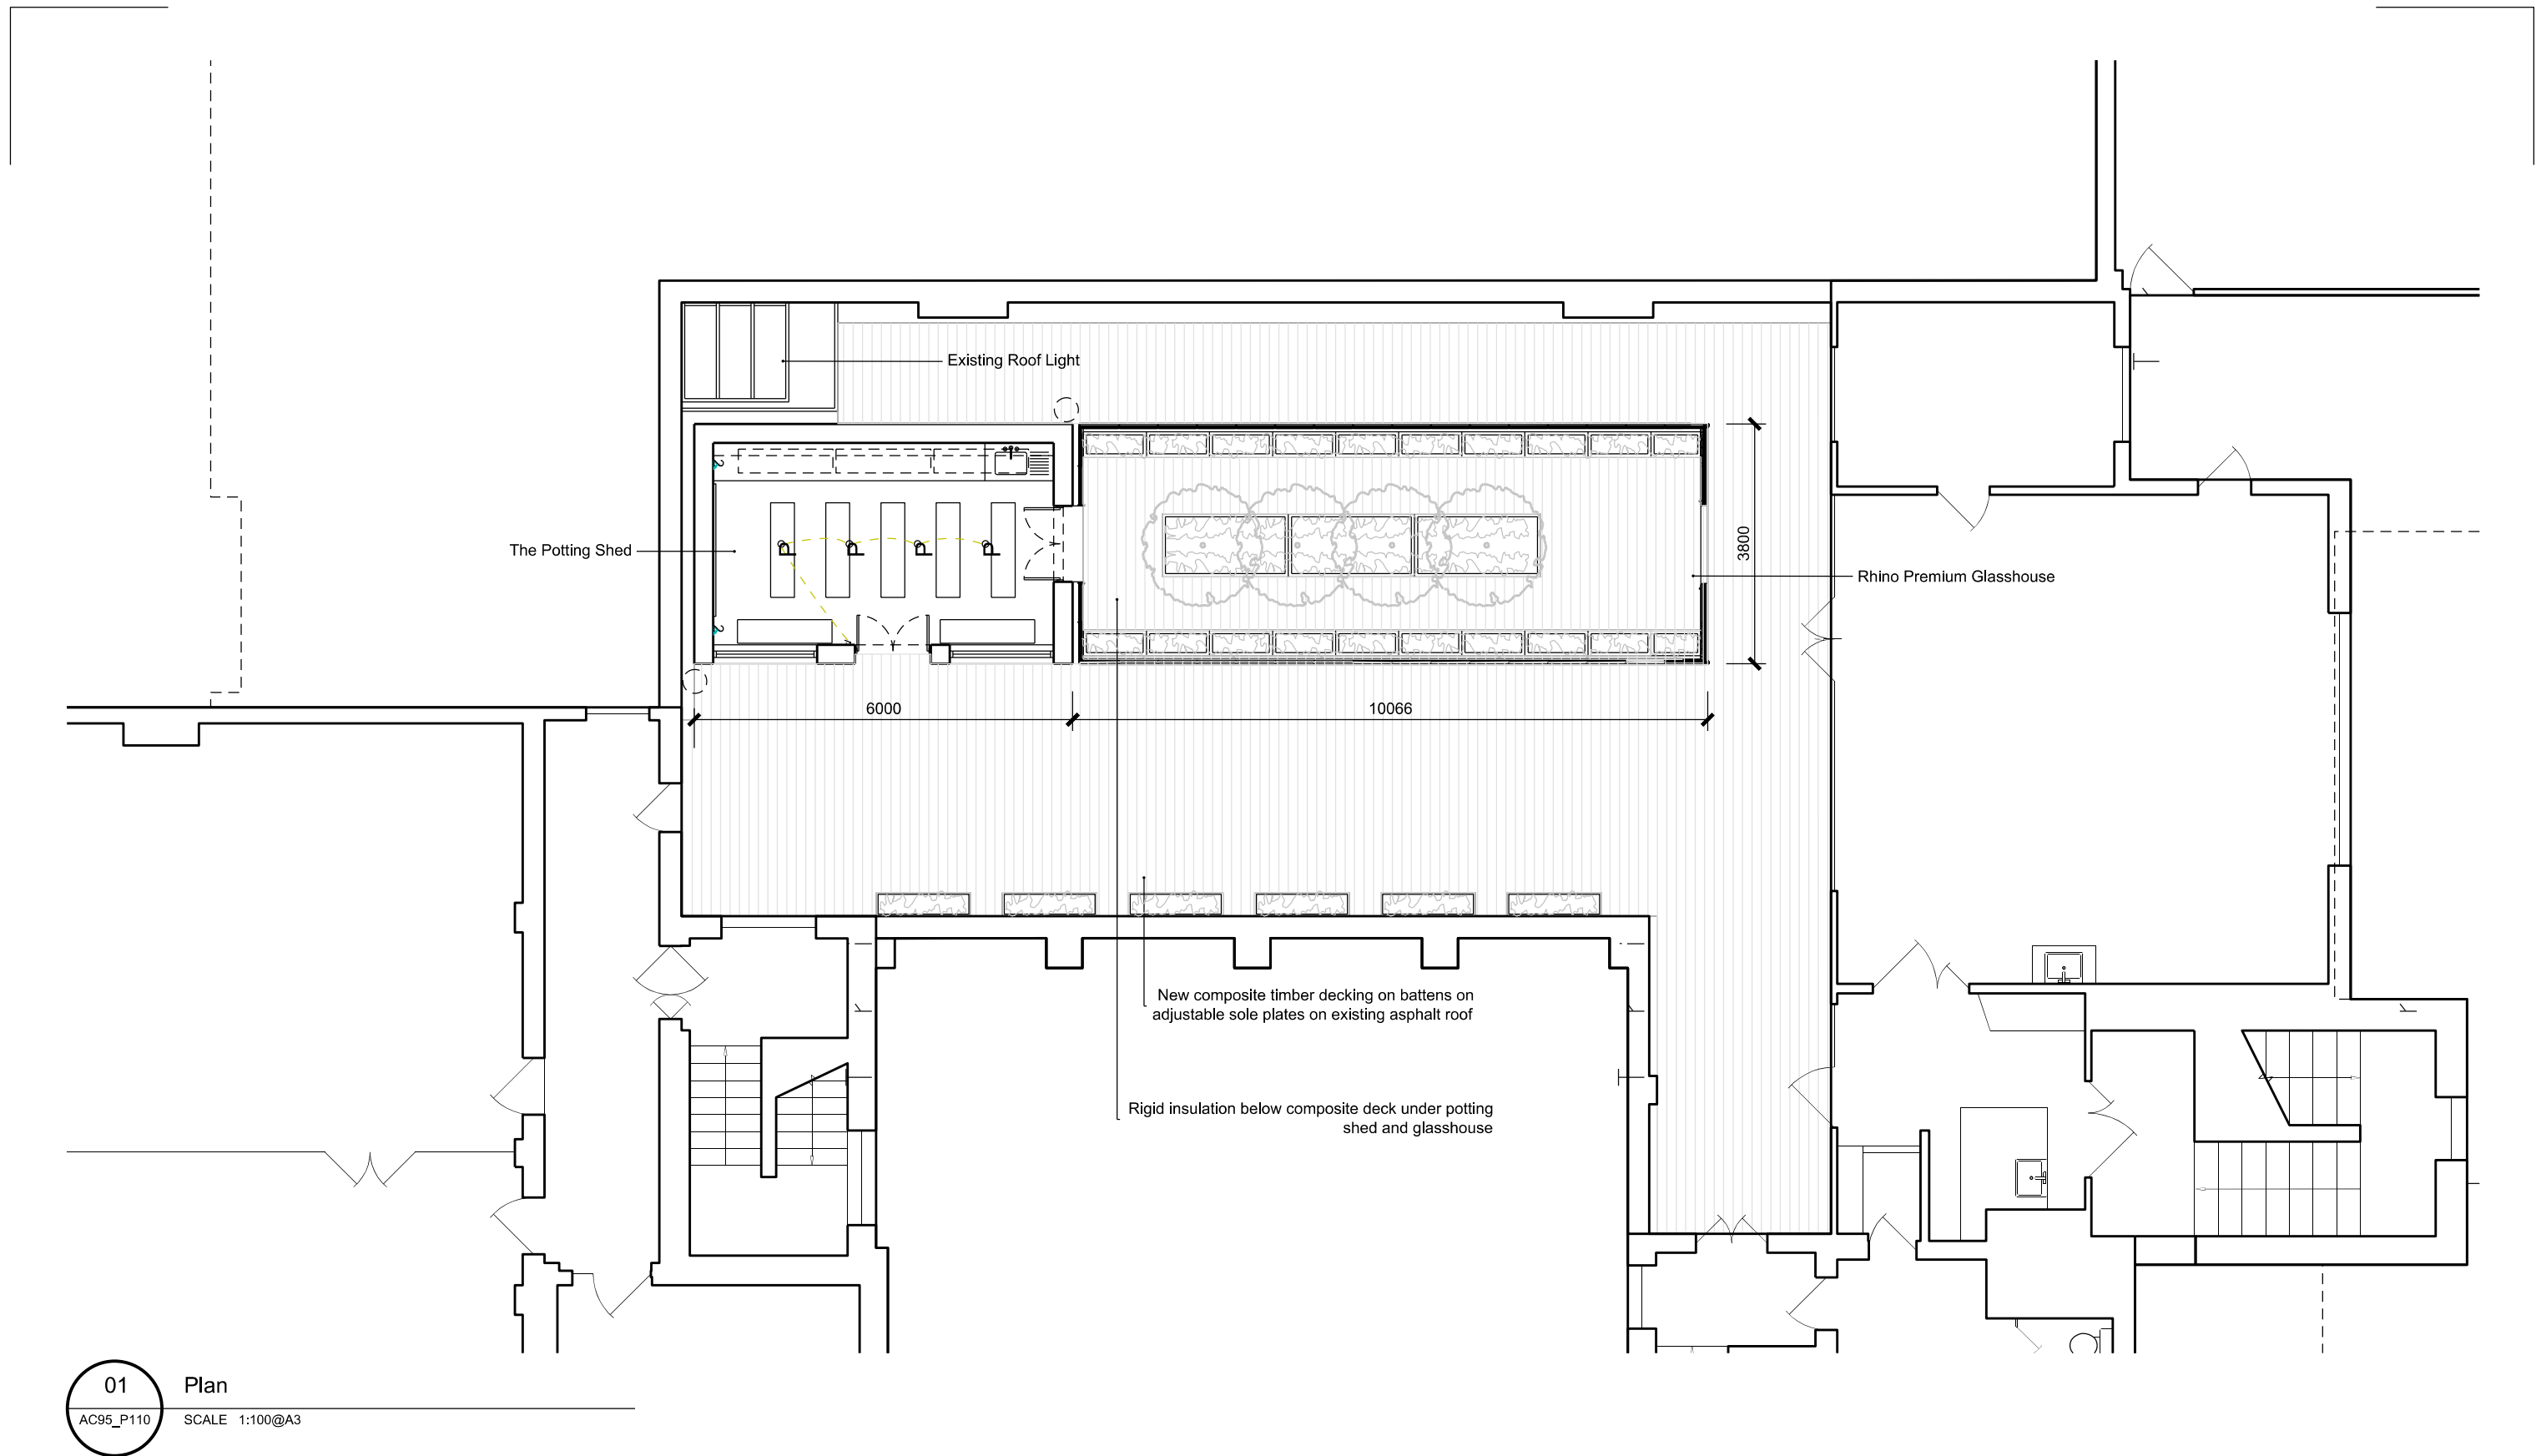 Existing Roof Light
The Potting Shed
3800
Rhino Premium Glasshouse
6000
10066
New composite timber decking on battens on
adjustable sole plates on existing asphalt roof
Rigid insulation below composite deck under potting
shed and glasshouse
01
Plan
AC95_P110
SCALE 1:100@A3